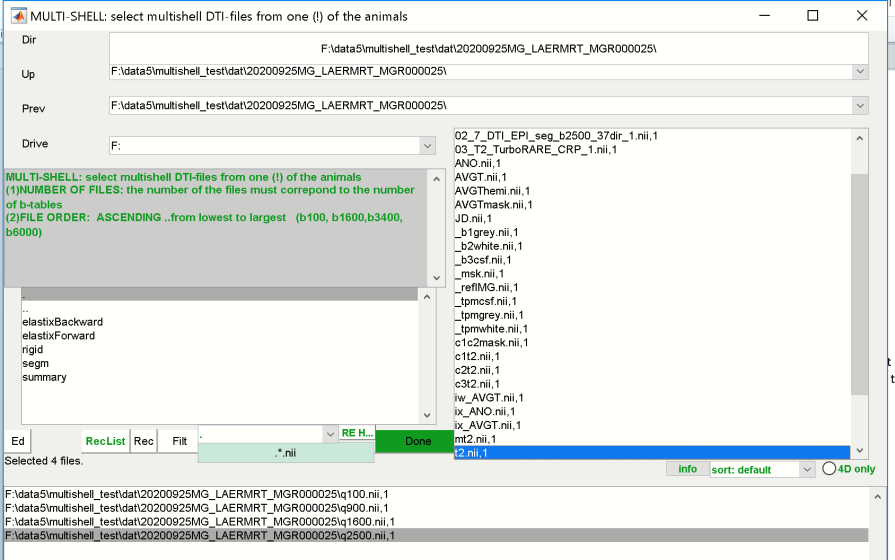 MULTI-SHELL: select multishell DTI-files from one (!) of the animals
Dir
F:\data5\multishell_test\dat\20200925MG_LAERMRT_MGR000025\
Up
F:\data5\multishell_test\dat\20200925MG_LAERMRT_MGR000025\
Prev
F:\data5\multishell_test\dat\20200925MG_LAERMRT_MGR000025\
Drive
F:
MULTI-SHELL: select multishell DTI-files from one (!) of the animals
(1)NUMBER OF FILES: the number of the files must correpond to the number
of b-tables
(2)FILE ORDER: ASCENDING ..from lowest to largest (b100, b1600,b3400,
b6000)
.
..
elastixBackward
elastixForward
rigid
segm
summary
02_7_DTI_EPI_seg_b2500_37dir_1.nii,1
03_T2_TurboRARE_CRP_1.nii,1
ANO.nii,1
AVGT.nii,1
AVGThemi.nii,1
AVGTmask.nii,1
JD.nii,1
_b1grey.nii,1
_b2white.nii,1
_b3csf.nii,1
_msk.nii,1
_refIMG.nii,1
_tpmcsf.nii,1
_tpmgrey.nii,1
_tpmwhite.nii,1
c1c2mask.nii,1
c1t2.nii,1
c2t2.nii,1
c3t2.nii,1
iw_AVGT.nii,1
ix_ANO.nii,1
ix_AVGT.nii,1
mt2.nii,1
t2.nii,1
Ed
RecList
Rec
Filt
.
RE H...
Done
.*.nii
Selected 4 files.
info
sort: default
4D only
F:\data5\multishell_test\dat\20200925MG_LAERMRT_MGR000025\q100.nii,1
F:\data5\multishell_test\dat\20200925MG_LAERMRT_MGR000025\q900.nii,1
F:\data5\multishell_test\dat\20200925MG_LAERMRT_MGR000025\q1600.nii,1
F:\data5\multishell_test\dat\20200925MG_LAERMRT_MGR000025\q2500.nii,1